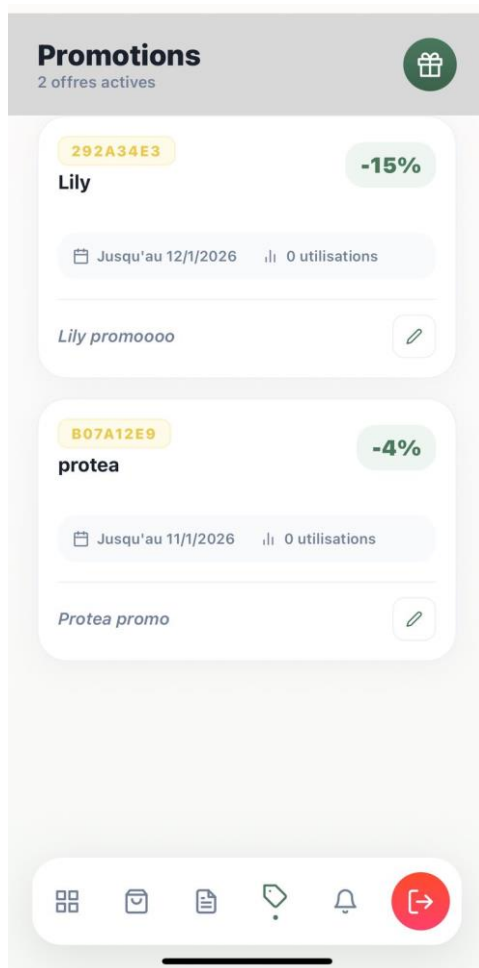 Promotions
2 offres actives
292A34E3
-15%
Lily
Jusqu'au 12/1/2026 0 utilisations
Lily promoooo
B07A12E9
-4%
protea
Jusqu'au 11/1/2026 0 utilisations
Protea promo